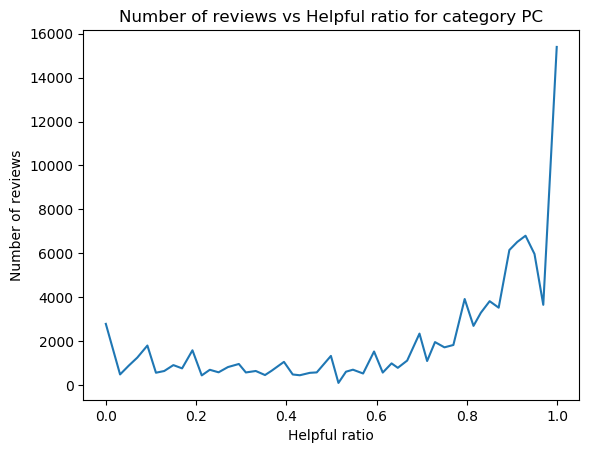 Number of reviews vs Helpful ratio for category PC
Number of reviews
16000
14000
12000
10000
8000
6000
4000
2000
0
0.0 0.2 0.4 0.6 0.8 1.0
Helpful ratio